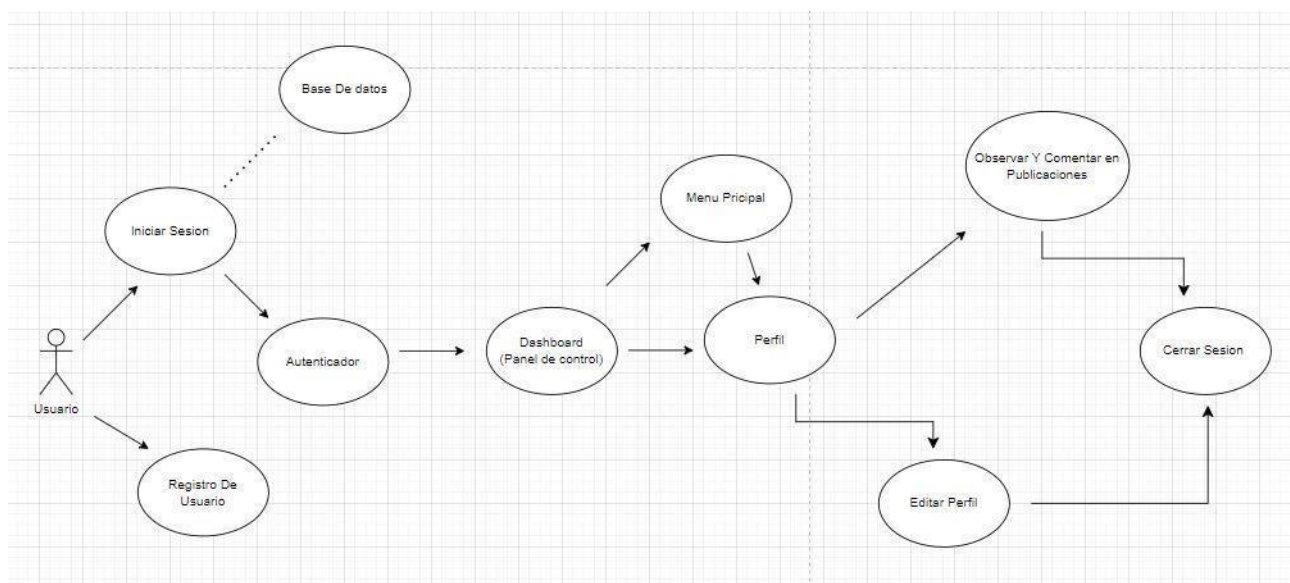 Base De datos
Observar Y Comentar en
Publicaciones
Menu Pricipal
Iniciar Sesion
Dashboard
(Panel de control)
Perfil
Cerrar Sesion
Autenticador
Usuario
Registro De
Usuario
Editar Perfil